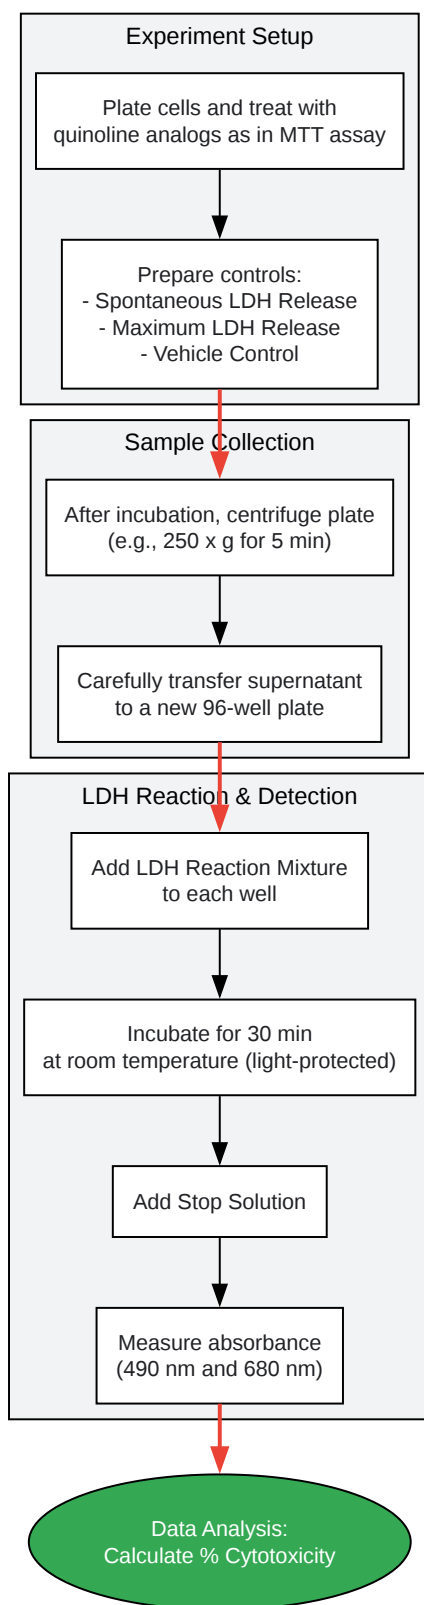 Experiment Setup
Plate cells and treat with
quinoline analogs as in MTT assay
Prepare controls:
- Spontaneous LDH Release
- Maximum LDH Release
- Vehicle Control
Sample Collection
After incubation, centrifuge plate
(e.g., 250 x g for 5 min)
Carefully transfer supernatant
to a new 96-well plate
LDH Reaction & Detection
Add LDH Reaction Mixture
to each well
Incubate for 30 min
at room temperature (light-protected)
Add Stop Solution
Measure absorbance
(490 nm and 680 nm)
Data Analysis:
Calculate % Cytotoxicity